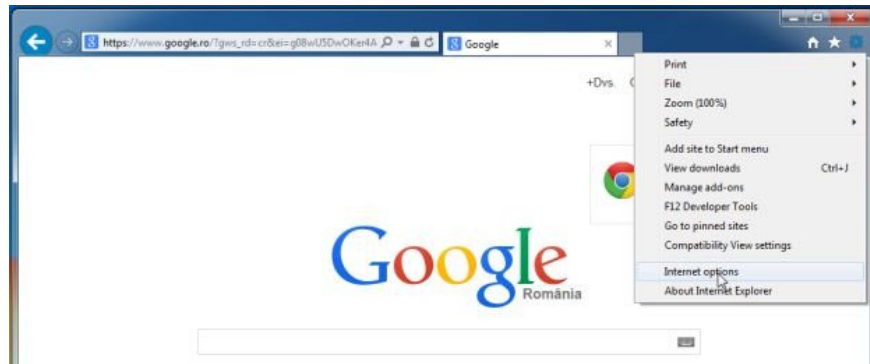 https://www.google.ro/?gws_rd=cr&ei=
Google
+Dvs.
Print
File
Zoom (100%)
Safety
Add site to Start menu
View downloads Ctrl+J
Manage add-ons
F12 Developer Tools
Go to pinned sites
Compatibility View settings
Internet options
About Internet Explorer
Google
România